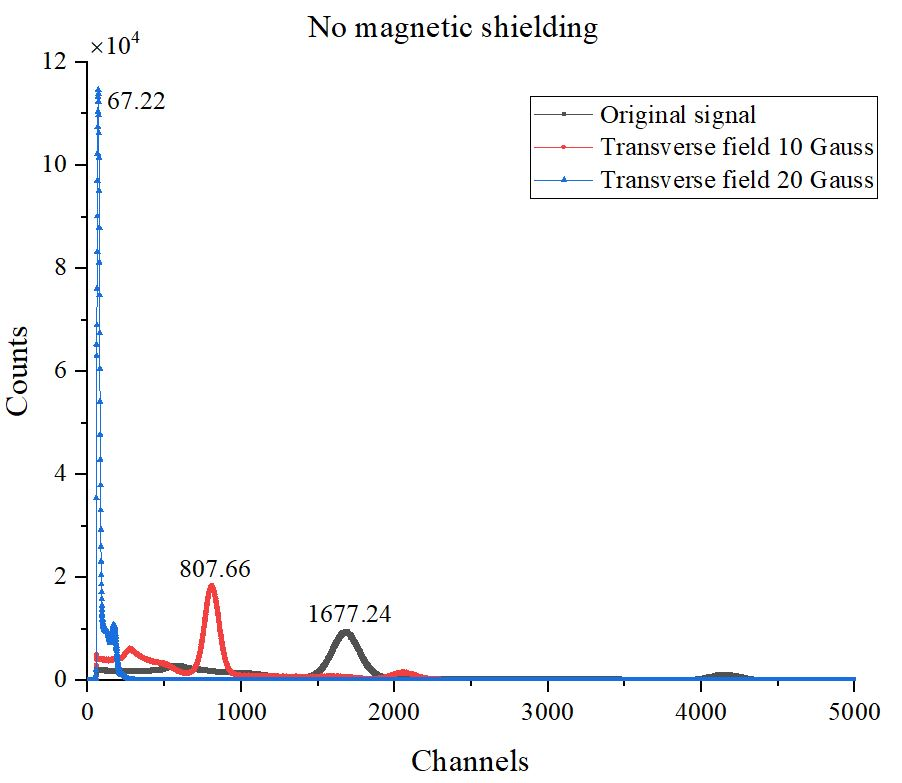 No magnetic shielding
×104
12
67.22
Original signal
Transverse field 10 Gauss
Transverse field 20 Gauss
10
8
6
4
2
0
Counts
807.66
1677.24
0 1000 2000 3000 4000 5000
Channels